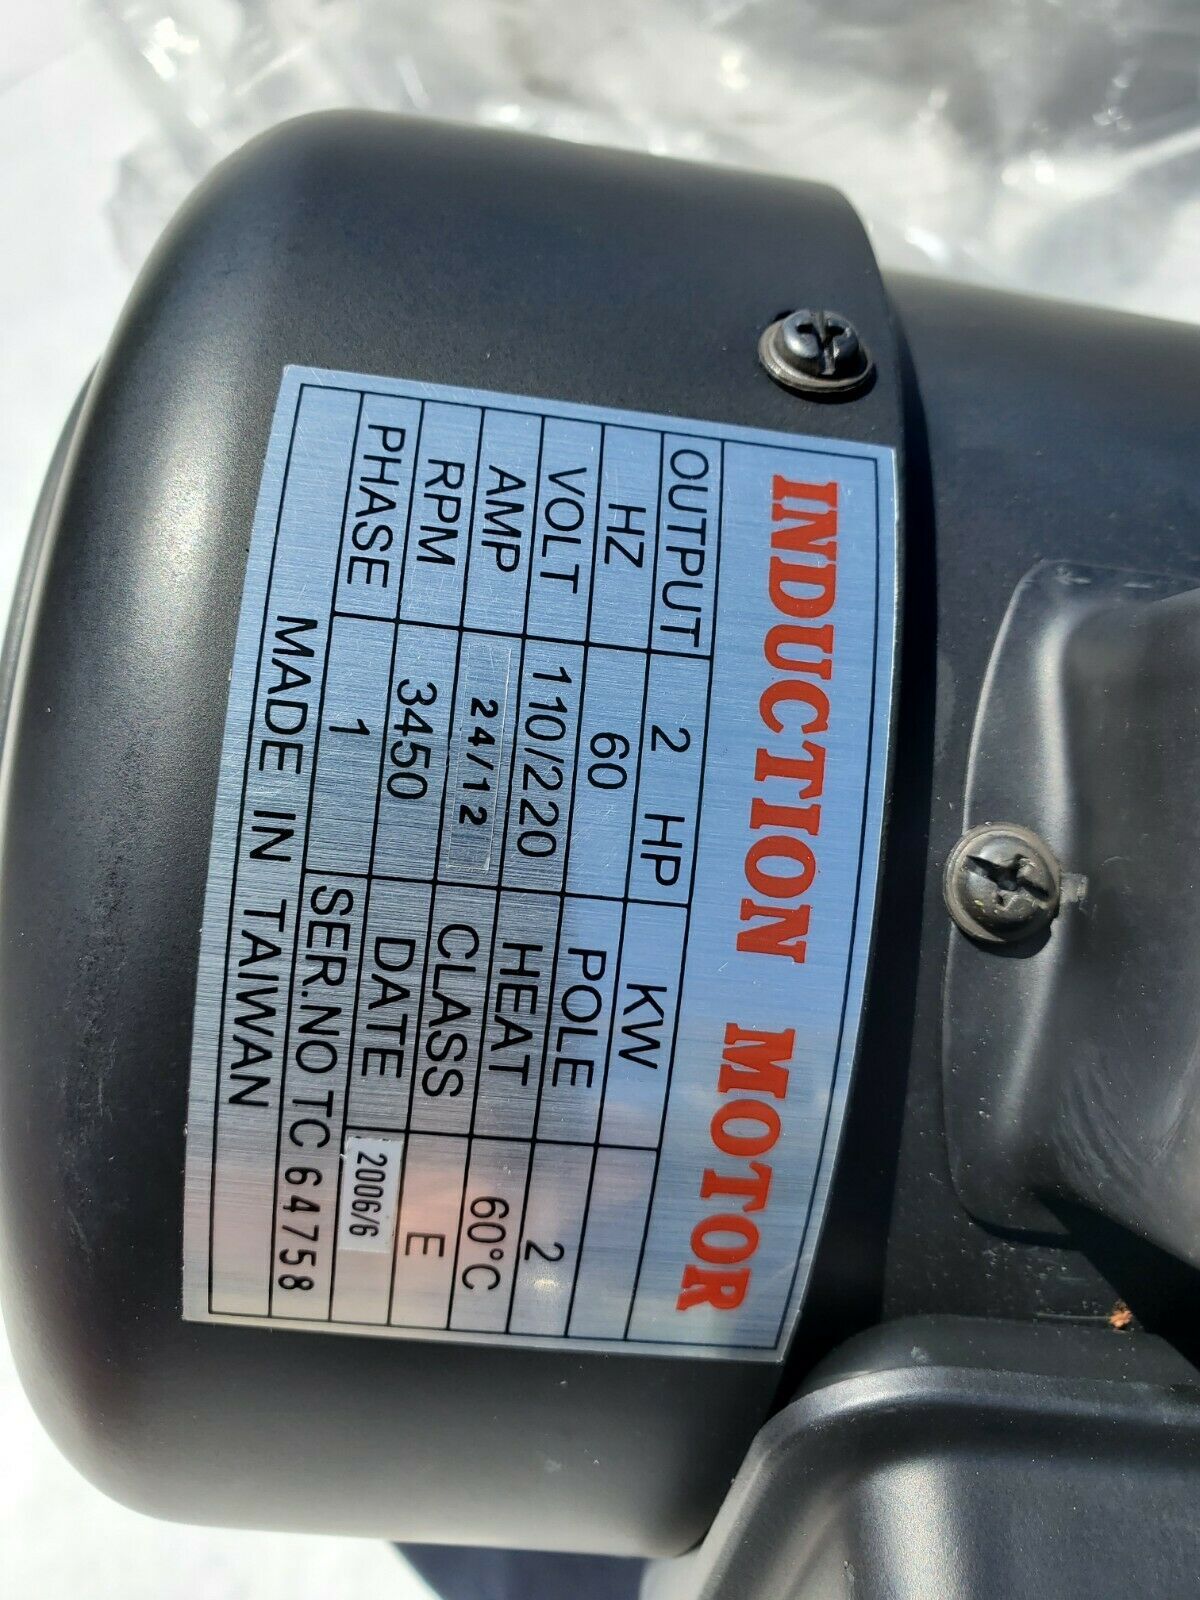 INDUCTION MOTOR
OUTPUT 2 HP KW
HZ 60 POLE 2
VOLT 110/220 HEAT 60°C
AMP 24/12 CLASS E
RPM 3450 DATE 2006/6
PHASE 1 SER.NO TC 64758
MADE IN TAIWAN